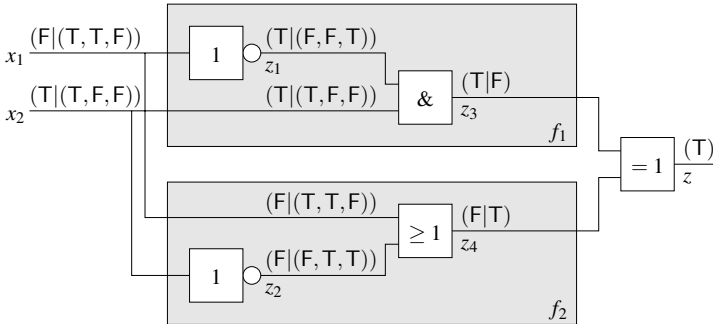 (F|(T, T, F))
x₁
1
(T|(F, F, T))
z₁
(T|(T, F, F))
x₂
(T|(T, F, F))
&
(T|F)
z₃
f₁
= 1
(T)
z
(F|(T, T, F))
≥ 1
(F|T)
z₄
1
(F|(F, T, T))
z₂
f₂